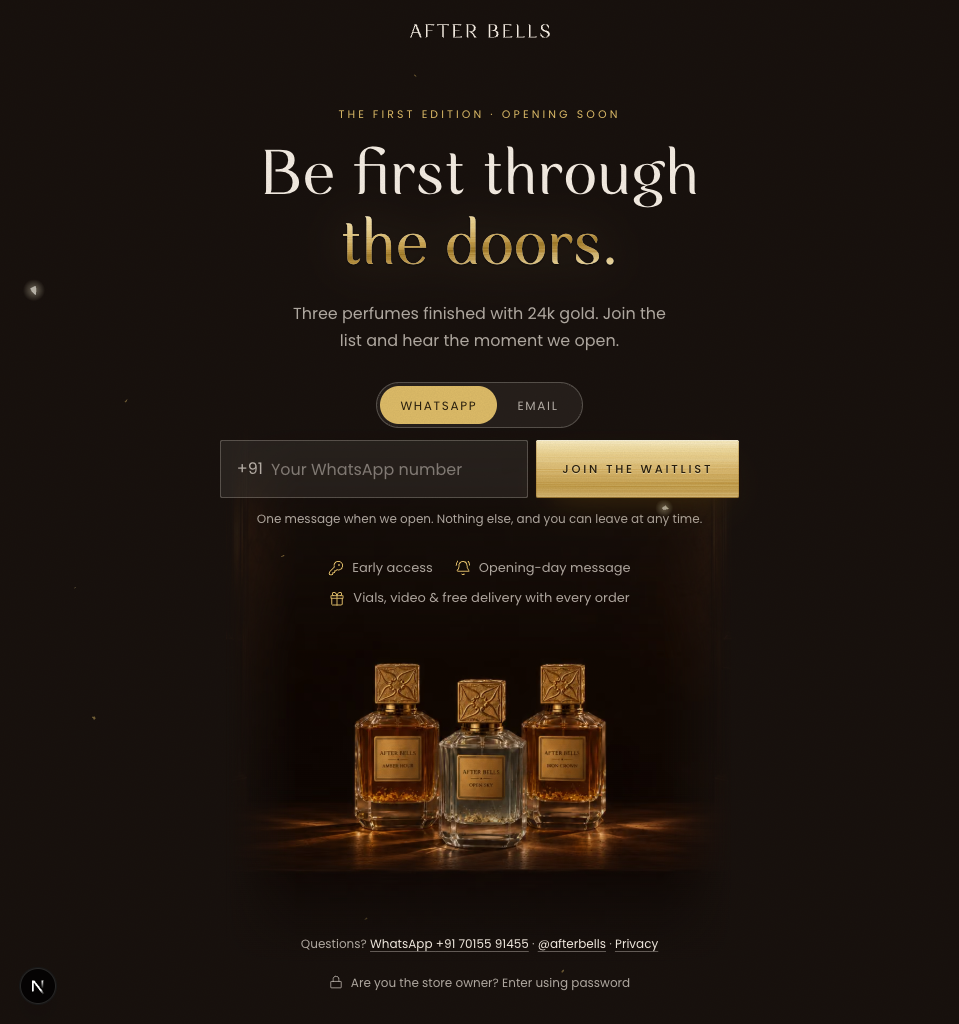 AFTER BELLS
THE FIRST EDITION · OPENING SOON
Be first through
the doors.
Three perfumes finished with 24k gold. Join the
list and hear the moment we open.
WHATSAPP EMAIL
+91 Your WhatsApp number JOIN THE WAITLIST
One message when we open. Nothing else, and you can leave at any time.
Early access Opening-day message
Vials, video & free delivery with every order
AFTER BELLS
AFTER BELLS
AFTER BELLS
Questions? WhatsApp +91 70155 91455 · @afterbells · Privacy
Are you the store owner? Enter using password
N